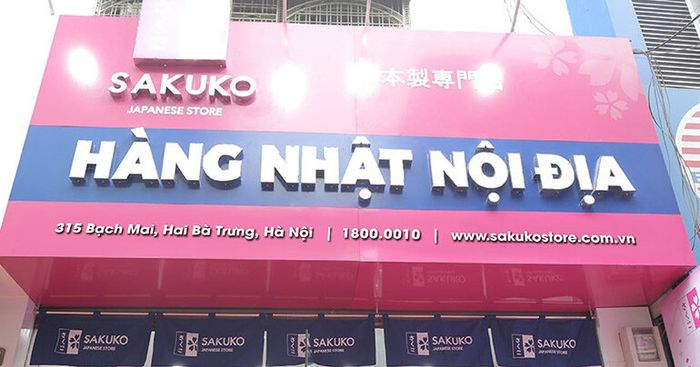 SAKUKO
JAPANESE STORE
本製専門
HÀNG NHẬT NỘI ĐỊA
315 Bạch Mai, Hai Bà Trưng, Hà Nội | 1800.0010 | www.sakukostore.com.vn
SAKUKO
JAPANESE STORE
SAKUKO
JAPANESE STORE
SAKUKO
JAPANESE STORE
SAKUKO
JAPANESE STORE
SAKUKO
JAPANESE STORE